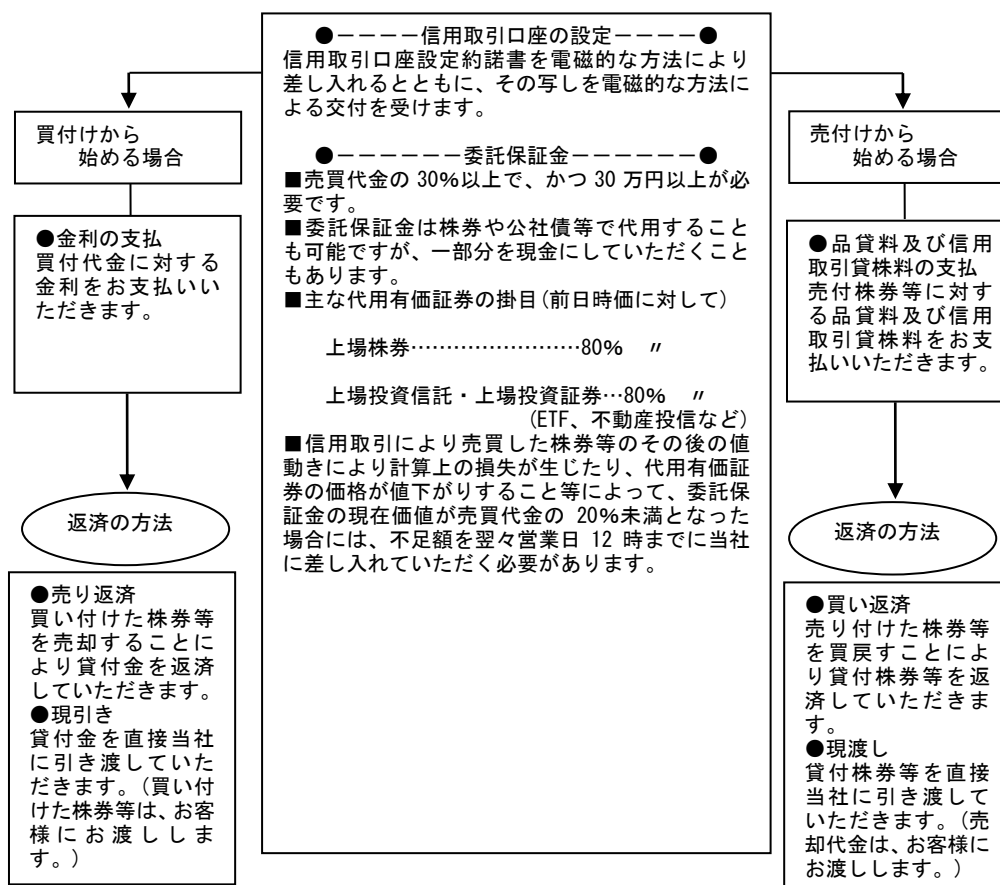 ●－－－－信用取引口座の設定－－－－●
信用取引口座設定約諾書を電磁的な方法により
差し入れるとともに、その写しを電磁的な方法に
よる交付を受けます。
●－－－－－－委託保証金－－－－－－●
■売買代金の 30％以上で、かつ 30 万円以上が必
要です。
■委託保証金は株券や公社債等で代用すること
も可能ですが、一部分を現金にしていただくこと
もあります。
■主な代用有価証券の掛目(前日時価に対して)
上場株券……………………80％ 〃
上場投資信託・上場投資証券…80％ 〃
(ETF、不動産投信など)
■信用取引により売買した株券等のその後の値
動きにより計算上の損失が生じたり、代用有価証
券の価格が値下がりすること等によって、委託保
証金の現在価値が売買代金の 20％未満となった
場合には、不足額を翌々営業日 12 時までに当社
に差し入れていただく必要があります。
買付けから
始める場合
●金利の支払
買付代金に対する
金利をお支払いい
ただきます。
返済の方法
●売り返済
買い付けた株券等
を売却することに
より貸付金を返済
していただきます。
●現引き
貸付金を直接当社
に引き渡していた
だきます。(買い付
けた株券等は、お客
様にお渡ししま
す。)
売付けから
始める場合
●品貸料及び信用
取引貸株料の支払
売付株券等に対す
る品貸料及び信用
取引貸株料をお支
払いいただきます。
返済の方法
●買い返済
売り付けた株券等
を買戻すことによ
り貸付株券等を返
済していただきま
す。
●現渡し
貸付株券等を直接
当社に引き渡して
いただきます。(売
却代金は、お客様に
お渡しします。)